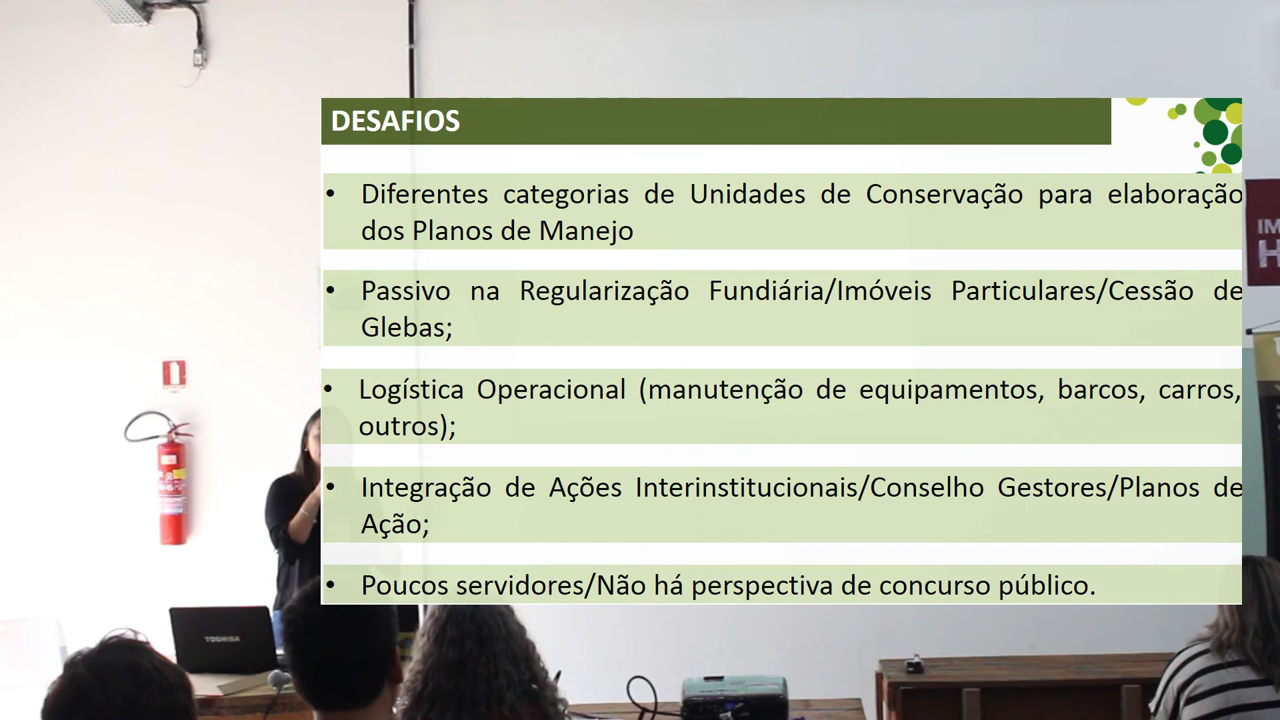 DESAFIOS
• Diferentes categorias de Unidades de Conservação para elaboração
dos Planos de Manejo
• Passivo na Regularização Fundiária/Imóveis Particulares/Cessão de
Glebas;
• Logística Operacional (manutenção de equipamentos, barcos, carros,
outros);
• Integração de Ações Interinstitucionais/Conselho Gestores/Planos de
Ação;
• Poucos servidores/Não há perspectiva de concurso público.
TOSHIBA